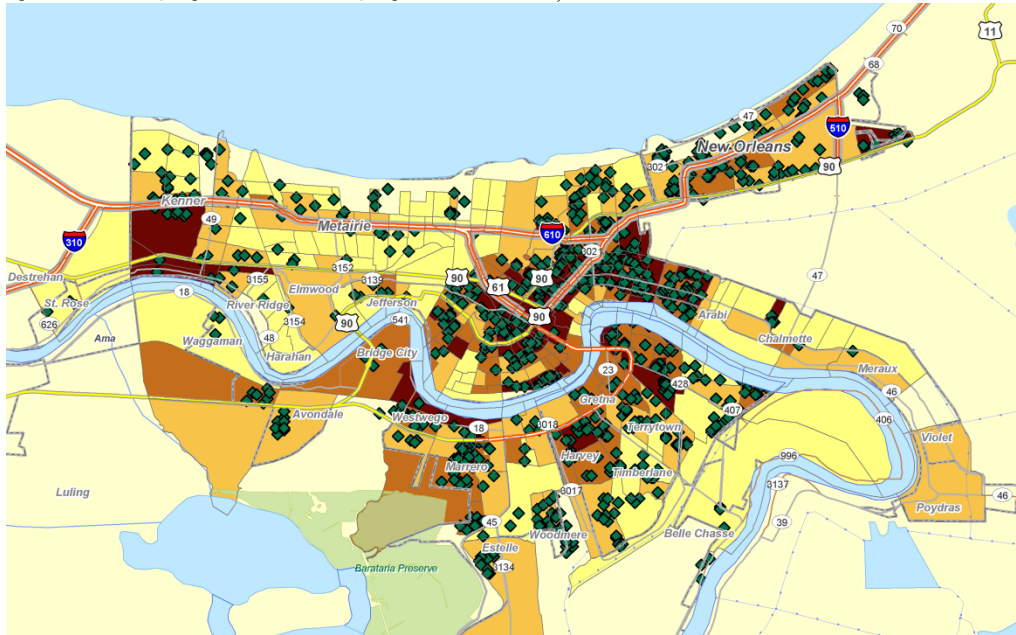 70
11
68
47
510
New Orleans
3021
90
Kenner
49
Metairie
610
310
3021
47
Destrehan
3155
3152
3139
90
90
61
St. Rose
18
Elmwood
Jefferson
River Ridge
90
541
90
Arabi
626
3154
Ama
48
Waggaman
Harahan
Bridge City
Chalmette
23
Meraux
Gretna
428
46
Avondale
Westwego
407
406
18
3018
Terrytown
Violet
Harvey
996
Marrero
Timberlane
3137
Luling
3017
46
Poydras
45
39
Woodmere
Belle Chasse
Estelle
3134
Barataria Preserve